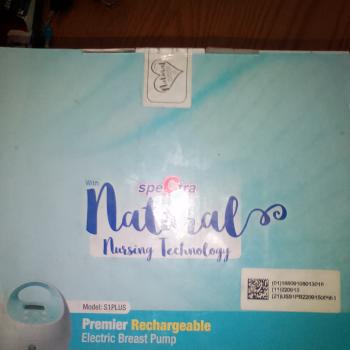 With
spectra
Natural
Nursing Technology
Model: S1PLUS
Premier Rechargeable
Electric Breast Pump